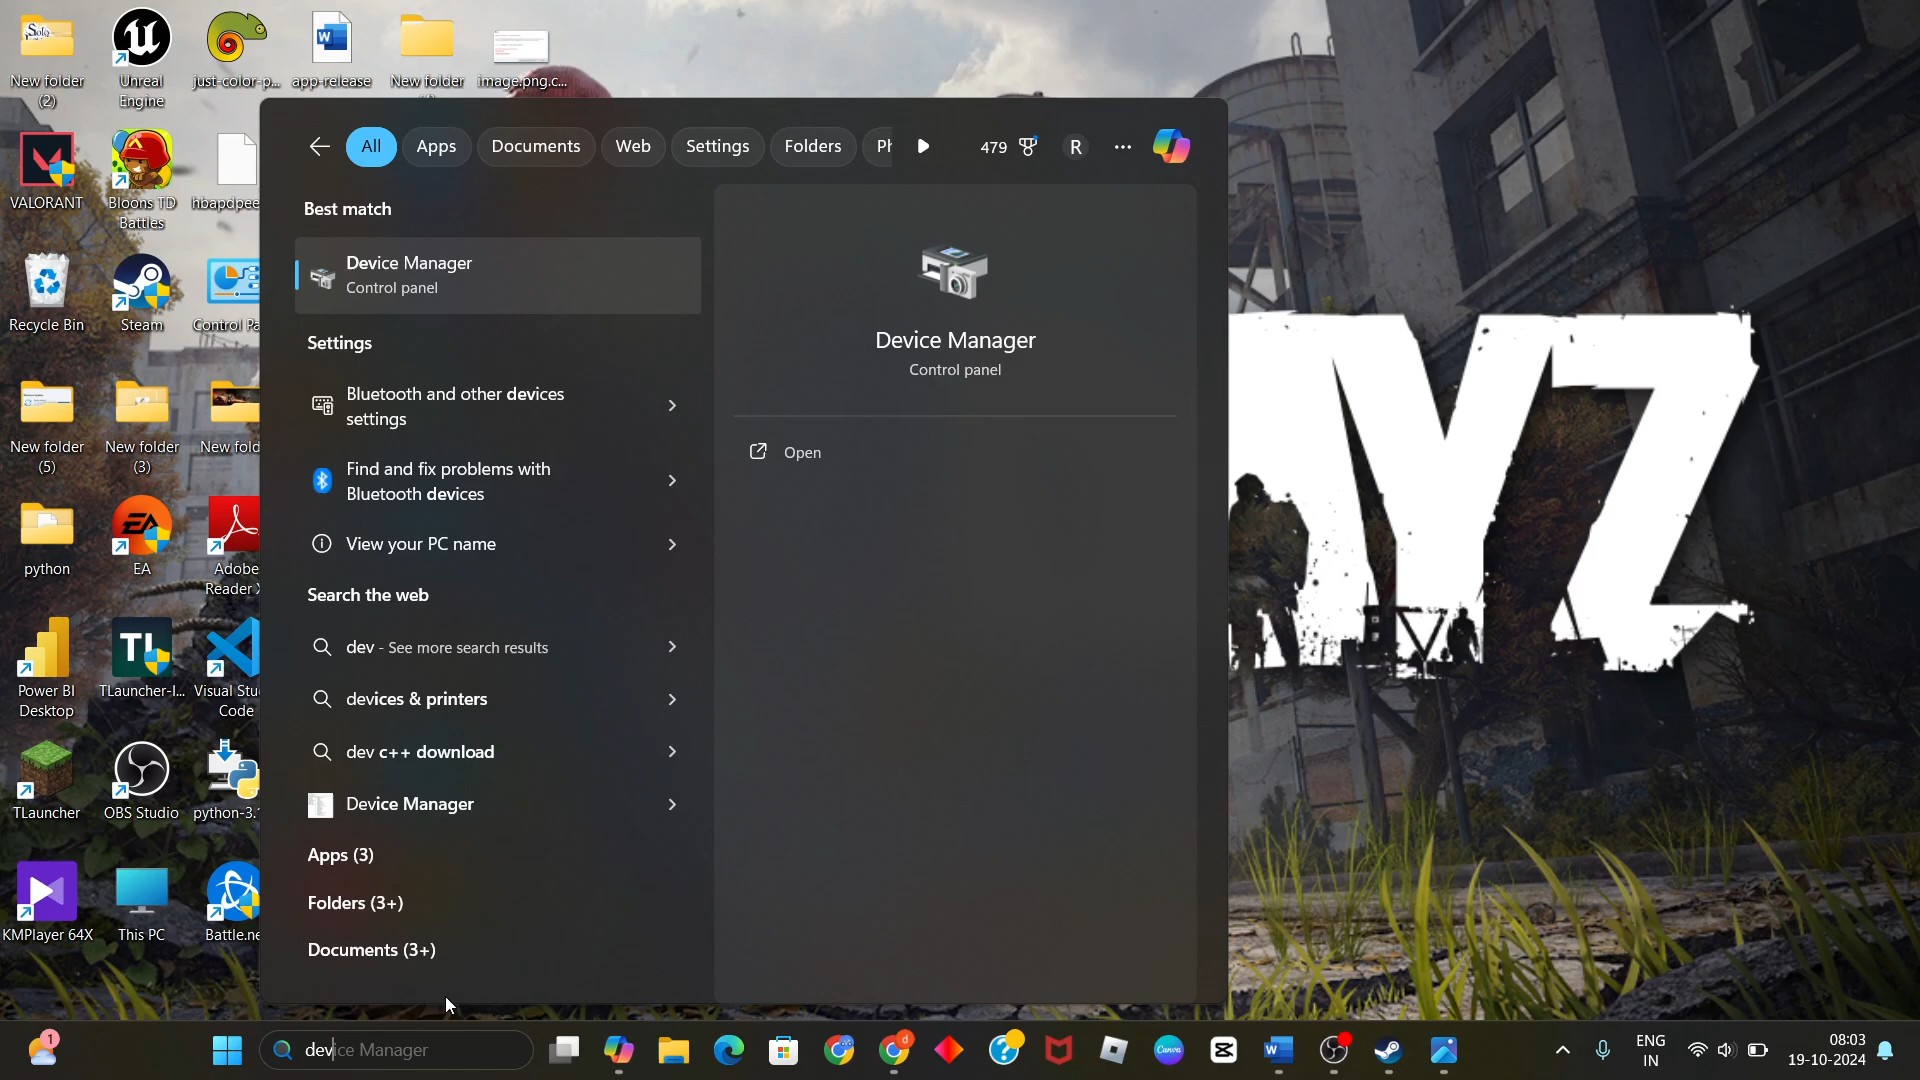 New folder
(2)
Unreal
Engine
just-color-p...
app-release
New folder
image.png.c...
VALORANT
Bloons TD
Battles
hbapdpee
Recycle Bin
Steam
Control Pa
New folder
(5)
New folder
(3)
New fold
python
EA
Adobe
Reader
Power BI
Desktop
TLauncher-I...
Visual Stu
Code
TLauncher
OBS Studio
python-3.
KMPlayer 64X
This PC
Battle.ne
All
Apps
Documents
Web
Settings
Folders
Ph
479
R
Best match
Device Manager
Control panel
Settings
Bluetooth and other devices
settings
Find and fix problems with
Bluetooth devices
View your PC name
Search the web
dev - See more search results
devices & printers
dev c++ download
Device Manager
Apps (3)
Folders (3+)
Documents (3+)
Device Manager
Control panel
Open
YZ
1
device Manager
Canva
ENG
IN
08:03
19-10-2024